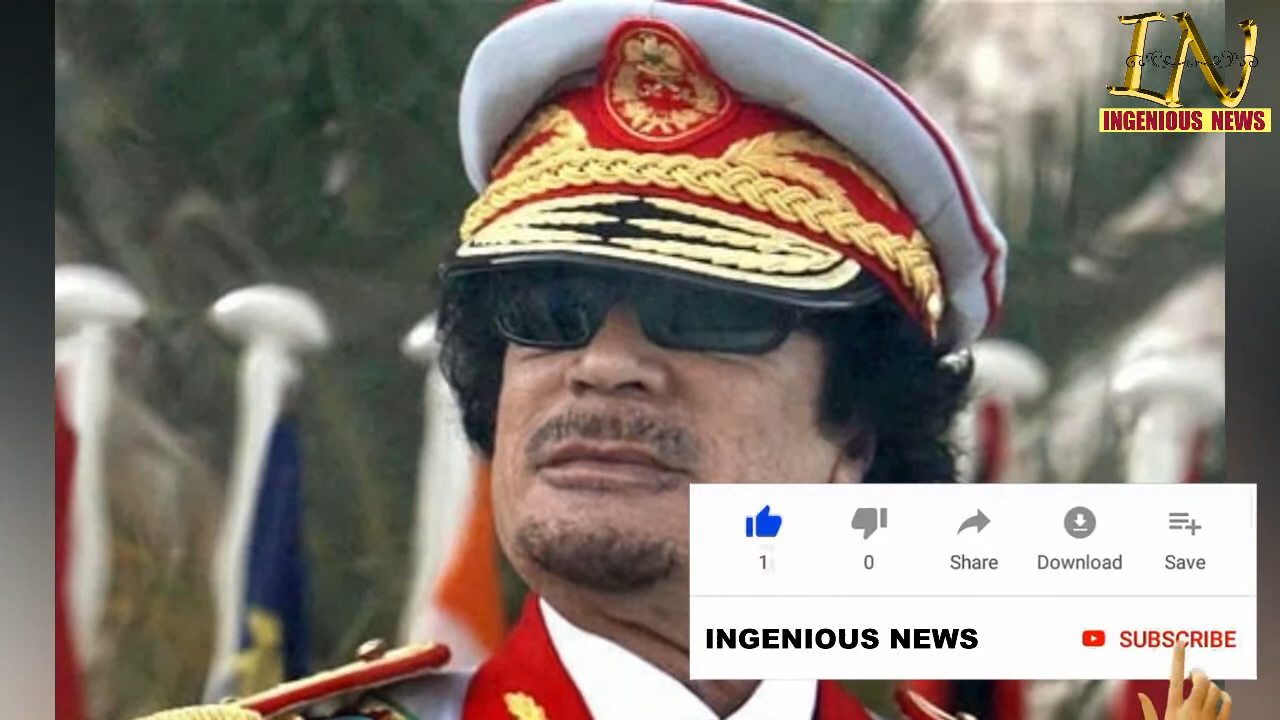 IN
INGENIOUS NEWS
1 0 Share Download Save
INGENIOUS NEWS SUBSCRIBE